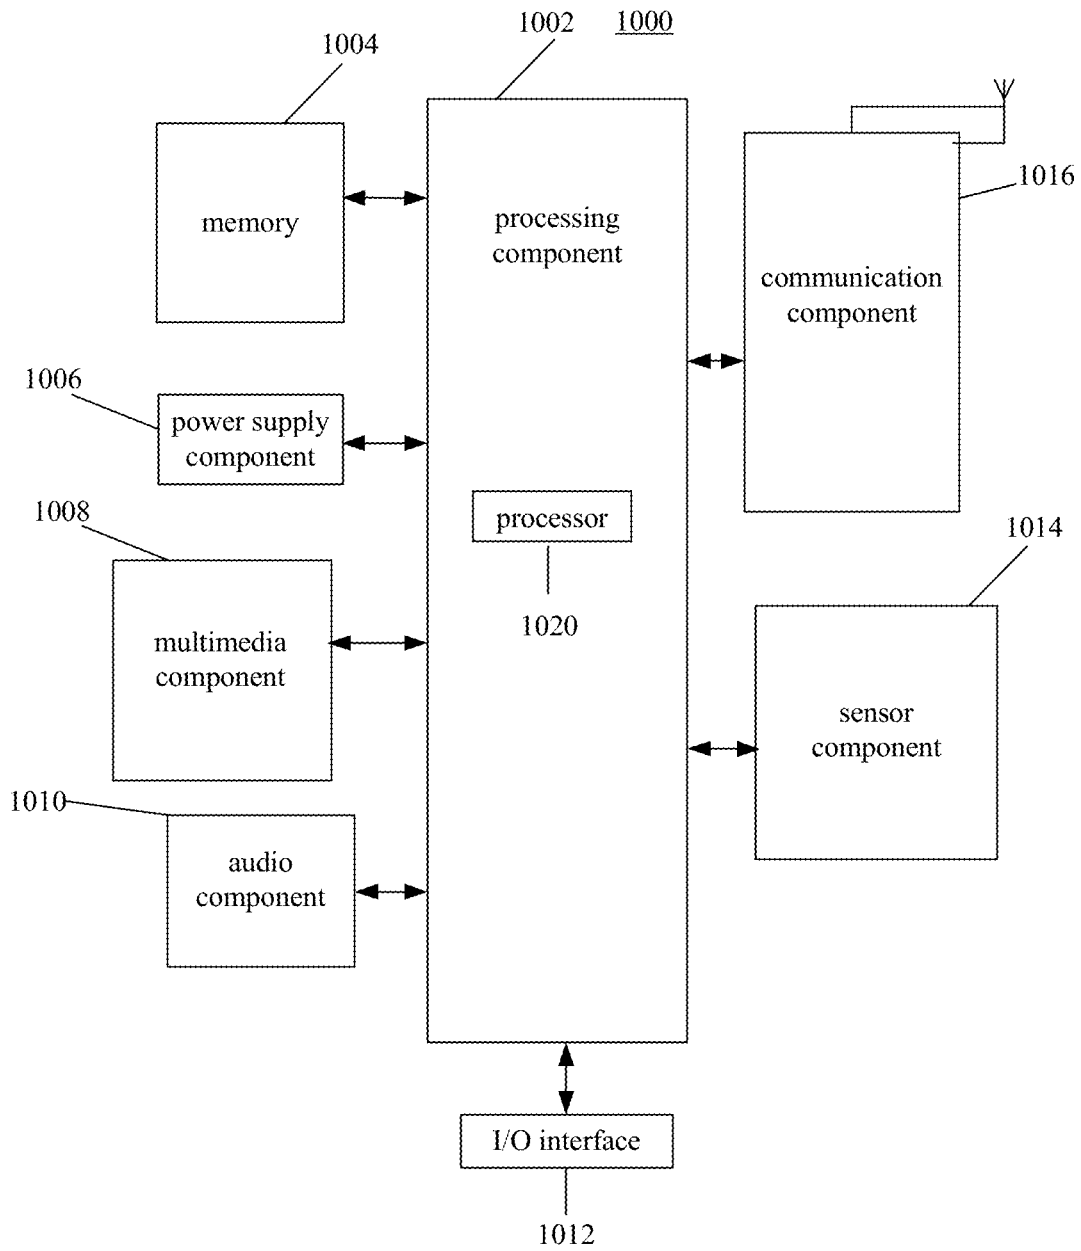 1002
1000
1004
memory
processing
component
1016
communication
component
1006
power supply
component
processor
1020
1008
multimedia
component
1014
sensor
component
1010
audio
component
I/O interface
1012